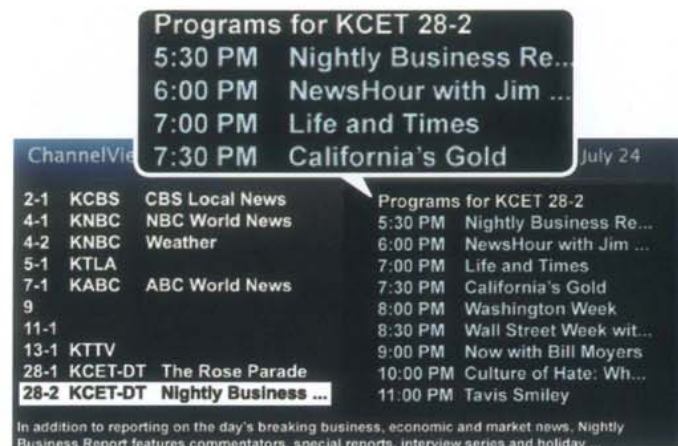 Programs for KCET 28-2
5:30 PM Nightly Business Re...
6:00 PM NewsHour with Jim ...
7:00 PM Life and Times
7:30 PM California's Gold
ChannelVie
July 24
2-1 KCBS CBS Local News
4-1 KNBC NBC World News
4-2 KNBC Weather
5-1 KTLA
7-1 KABC ABC World News
9
11-1
13-1 KTTV
28-1 KCET-DT The Rose Parade
28-2 KCET-DT Nightly Business ...
Programs for KCET 28-2
5:30 PM Nightly Business Re...
6:00 PM NewsHour with Jim ...
7:00 PM Life and Times
7:30 PM California's Gold
8:00 PM Washington Week
8:30 PM Wall Street Week wit...
9:00 PM Now with Bill Moyers
10:00 PM Culture of Hate: Wh...
11:00 PM Tavis Smiley
In addition to reporting on the day's breaking business, economic and market news, Nightly
Business Report features commentators, special reports, interview series and holiday